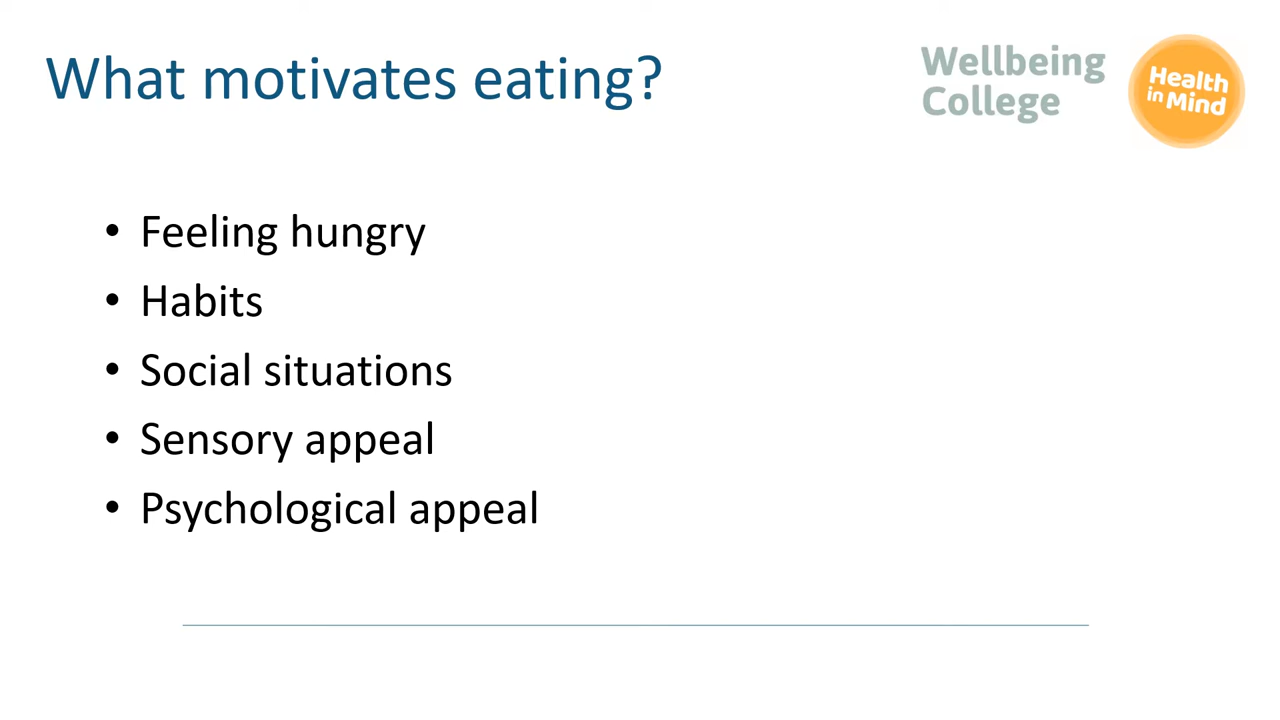 What motivates eating?
Wellbeing
College
Health
in Mind
• Feeling hungry
• Habits
• Social situations
• Sensory appeal
• Psychological appeal